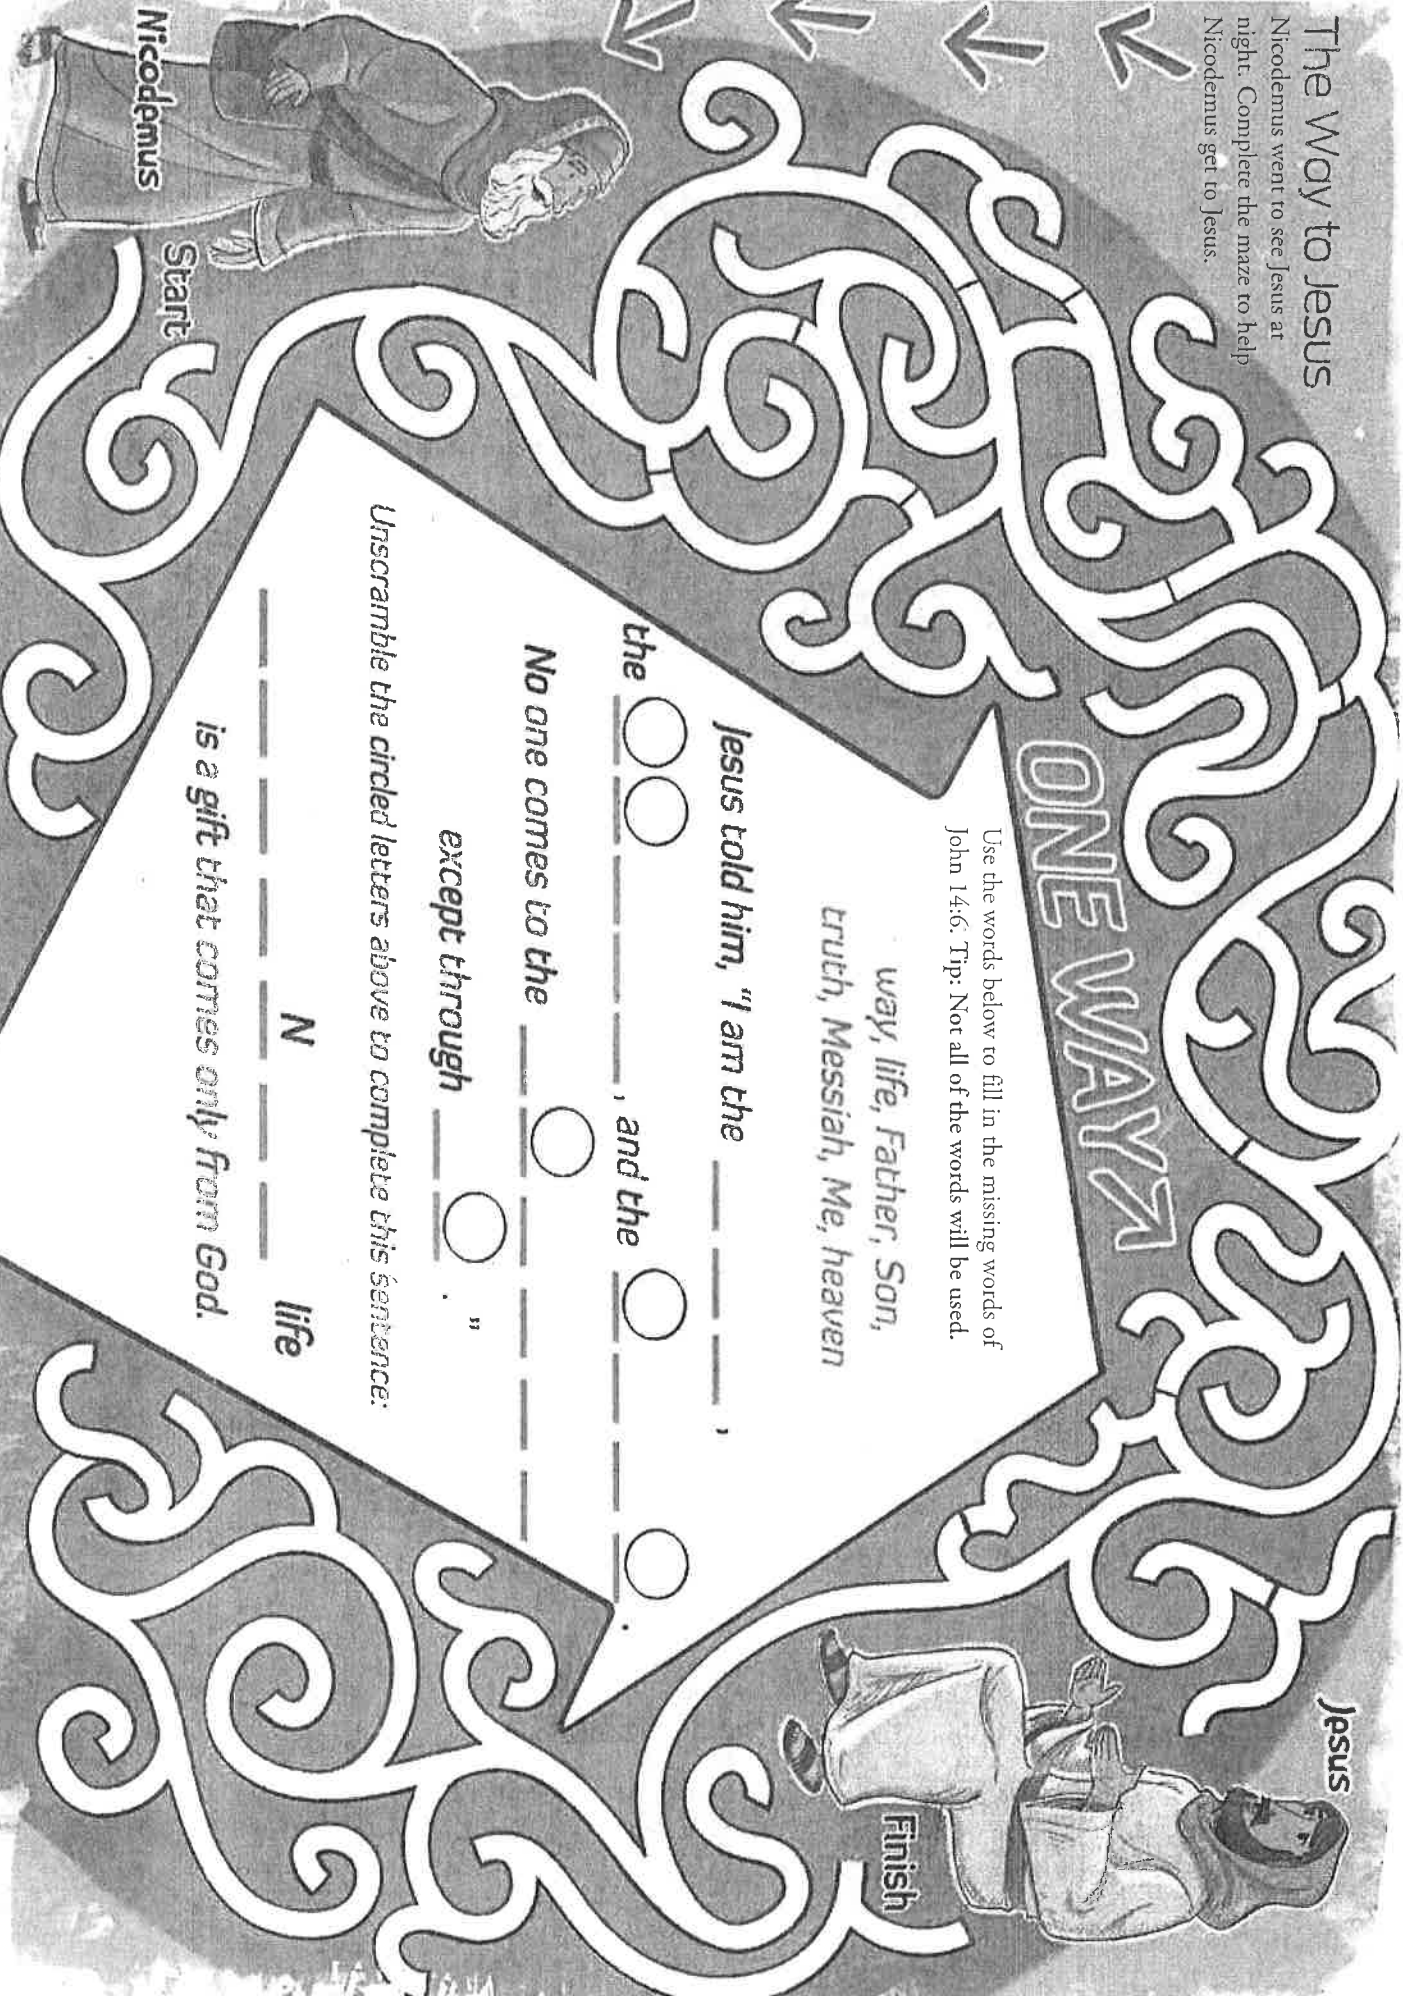 The Way to Jesus
Nicodemus went to see Jesus at
night. Complete the maze to help
Nicodemus get to Jesus.
Jesus
Finish
Nicodemus
Start
ONE WAY
Use the words below to fill in the missing words of
John 14:6. Tip: Not all of the words will be used.
way, life, Father, Son,
truth, Messiah, Me, heaven
Jesus told him, "I am the _ _ _ ,
the _ _ _ _ _ , and the _ _ _ _ .
No one comes to the _ _ _ _ _ _
except through _ _ . "
Unscramble the circled letters above to complete this sentence:
_ _ _ _ N _ _ life
is a gift that comes only from God.